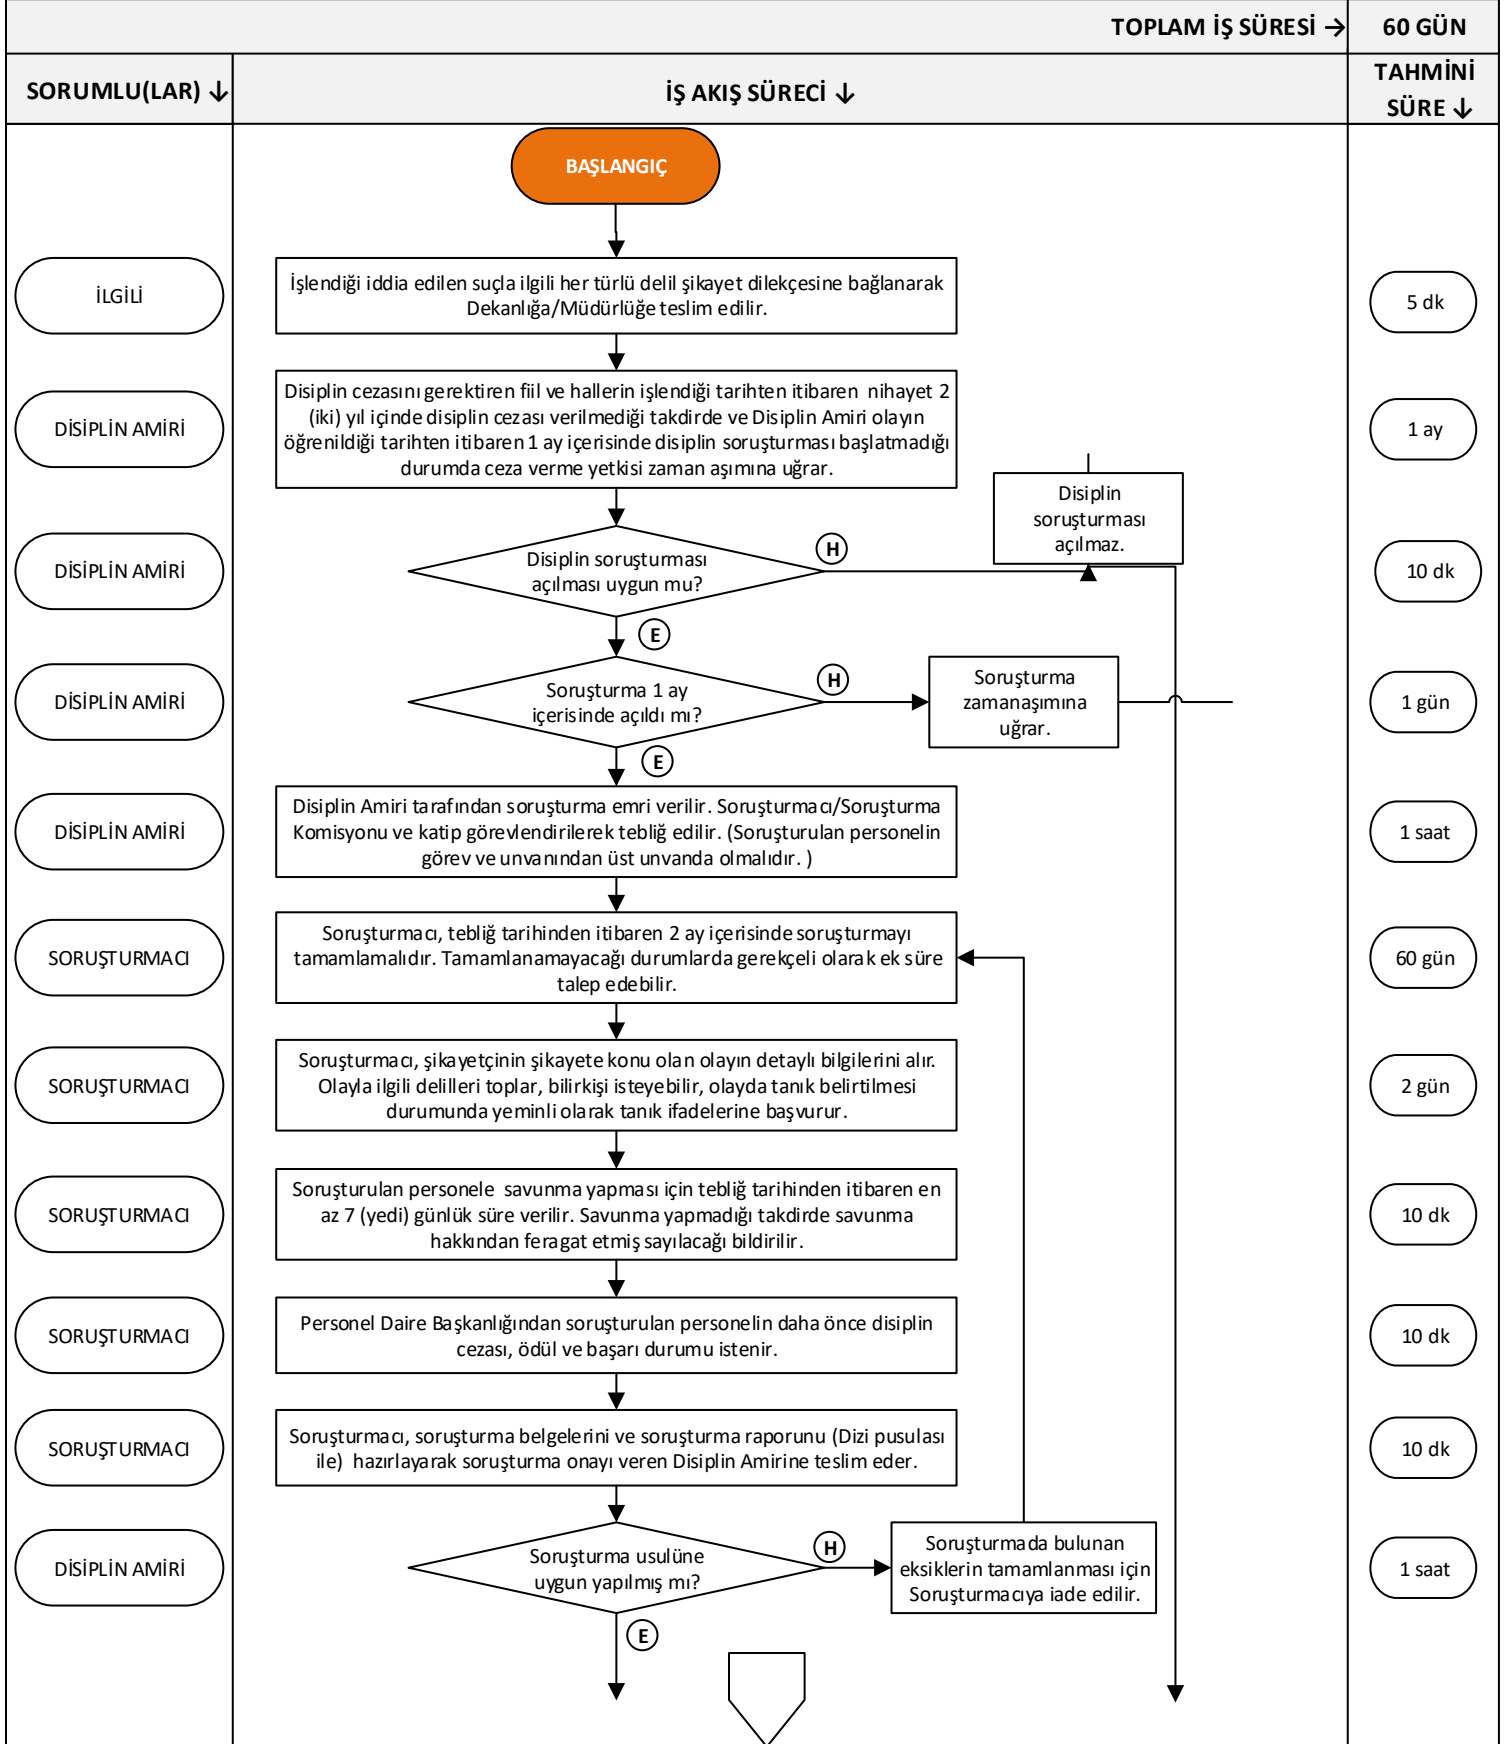 TOPLAM İŞ SÜRESİ →
60 GÜN
SORUMLU(LAR) ↓
İŞ AKIŞ SÜRECİ ↓
TAHMİNİ
SÜRE ↓
BAŞLANGIÇ
İLGİLİ
İşlendiği iddia edilen suçla ilgili her türlü delil şikayet dilekçesine bağlanarak
Dekanlığa/Müdürlüğe teslim edilir.
5 dk
DİSİPLİN AMİRİ
Disiplin cezasını gerektiren fiil ve hallerin işlendiği tarihten itibaren nihayet 2
(iki) yıl içinde disiplin cezası verilmediği takdirde ve Disiplin Amiri olayın
öğrenildiği tarihten itibaren 1 ay içerisinde disiplin soruşturması başlatmadığı
durumda ceza verme yetkisi zaman aşımına uğrar.
1 ay
Disiplin
soruşturması
açılmaz.
DİSİPLİN AMİRİ
Disiplin soruşturması
açılması uygun mu?
H
10 dk
E
DİSİPLİN AMİRİ
Soruşturma 1 ay
içerisinde açıldı mı?
H
Soruşturma
zamanaşımına
uğrar.
1 gün
E
DİSİPLİN AMİRİ
Disiplin Amiri tarafından soruşturma emri verilir. Soruşturmacı/Soruşturma
Komisyonu ve katip görevlendirilerek tebliğ edilir. (Soruşturulan personelin
görev ve unvanından üst unvanda olmalıdır. )
1 saat
SORUŞTURMACI
Soruşturmacı, tebliğ tarihinden itibaren 2 ay içerisinde soruşturmayı
tamamlamalıdır. Tamamlanamayacağı durumlarda gerekçeli olarak ek süre
talep edebilir.
60 gün
SORUŞTURMACI
Soruşturmacı, şikayetçinin şikayete konu olan olayın detaylı bilgilerini alır.
Olayla ilgili delilleri toplar, bilirkişi isteyebilir, olayda tanık belirtilmesi
durumunda yeminli olarak tanık ifadelerine başvurur.
2 gün
SORUŞTURMACI
Soruşturulan personele savunma yapması için tebliğ tarihinden itibaren en
az 7 (yedi) günlük süre verilir. Savunma yapmadığı takdirde savunma
hakkından feragat etmiş sayılacağı bildirilir.
10 dk
SORUŞTURMACI
Personel Daire Başkanlığından soruşturulan personelin daha önce disiplin
cezası, ödül ve başarı durumu istenir.
10 dk
SORUŞTURMACI
Soruşturmacı, soruşturma belgelerini ve soruşturma raporunu (Dizi pusulası
ile) hazırlayarak soruşturma onayı veren Disiplin Amirine teslim eder.
10 dk
DİSİPLİN AMİRİ
Soruşturma usulüne
uygun yapılmış mı?
H
Soruşturmada bulunan
eksiklerin tamamlanması için
Soruşturmacıya iade edilir.
1 saat
E